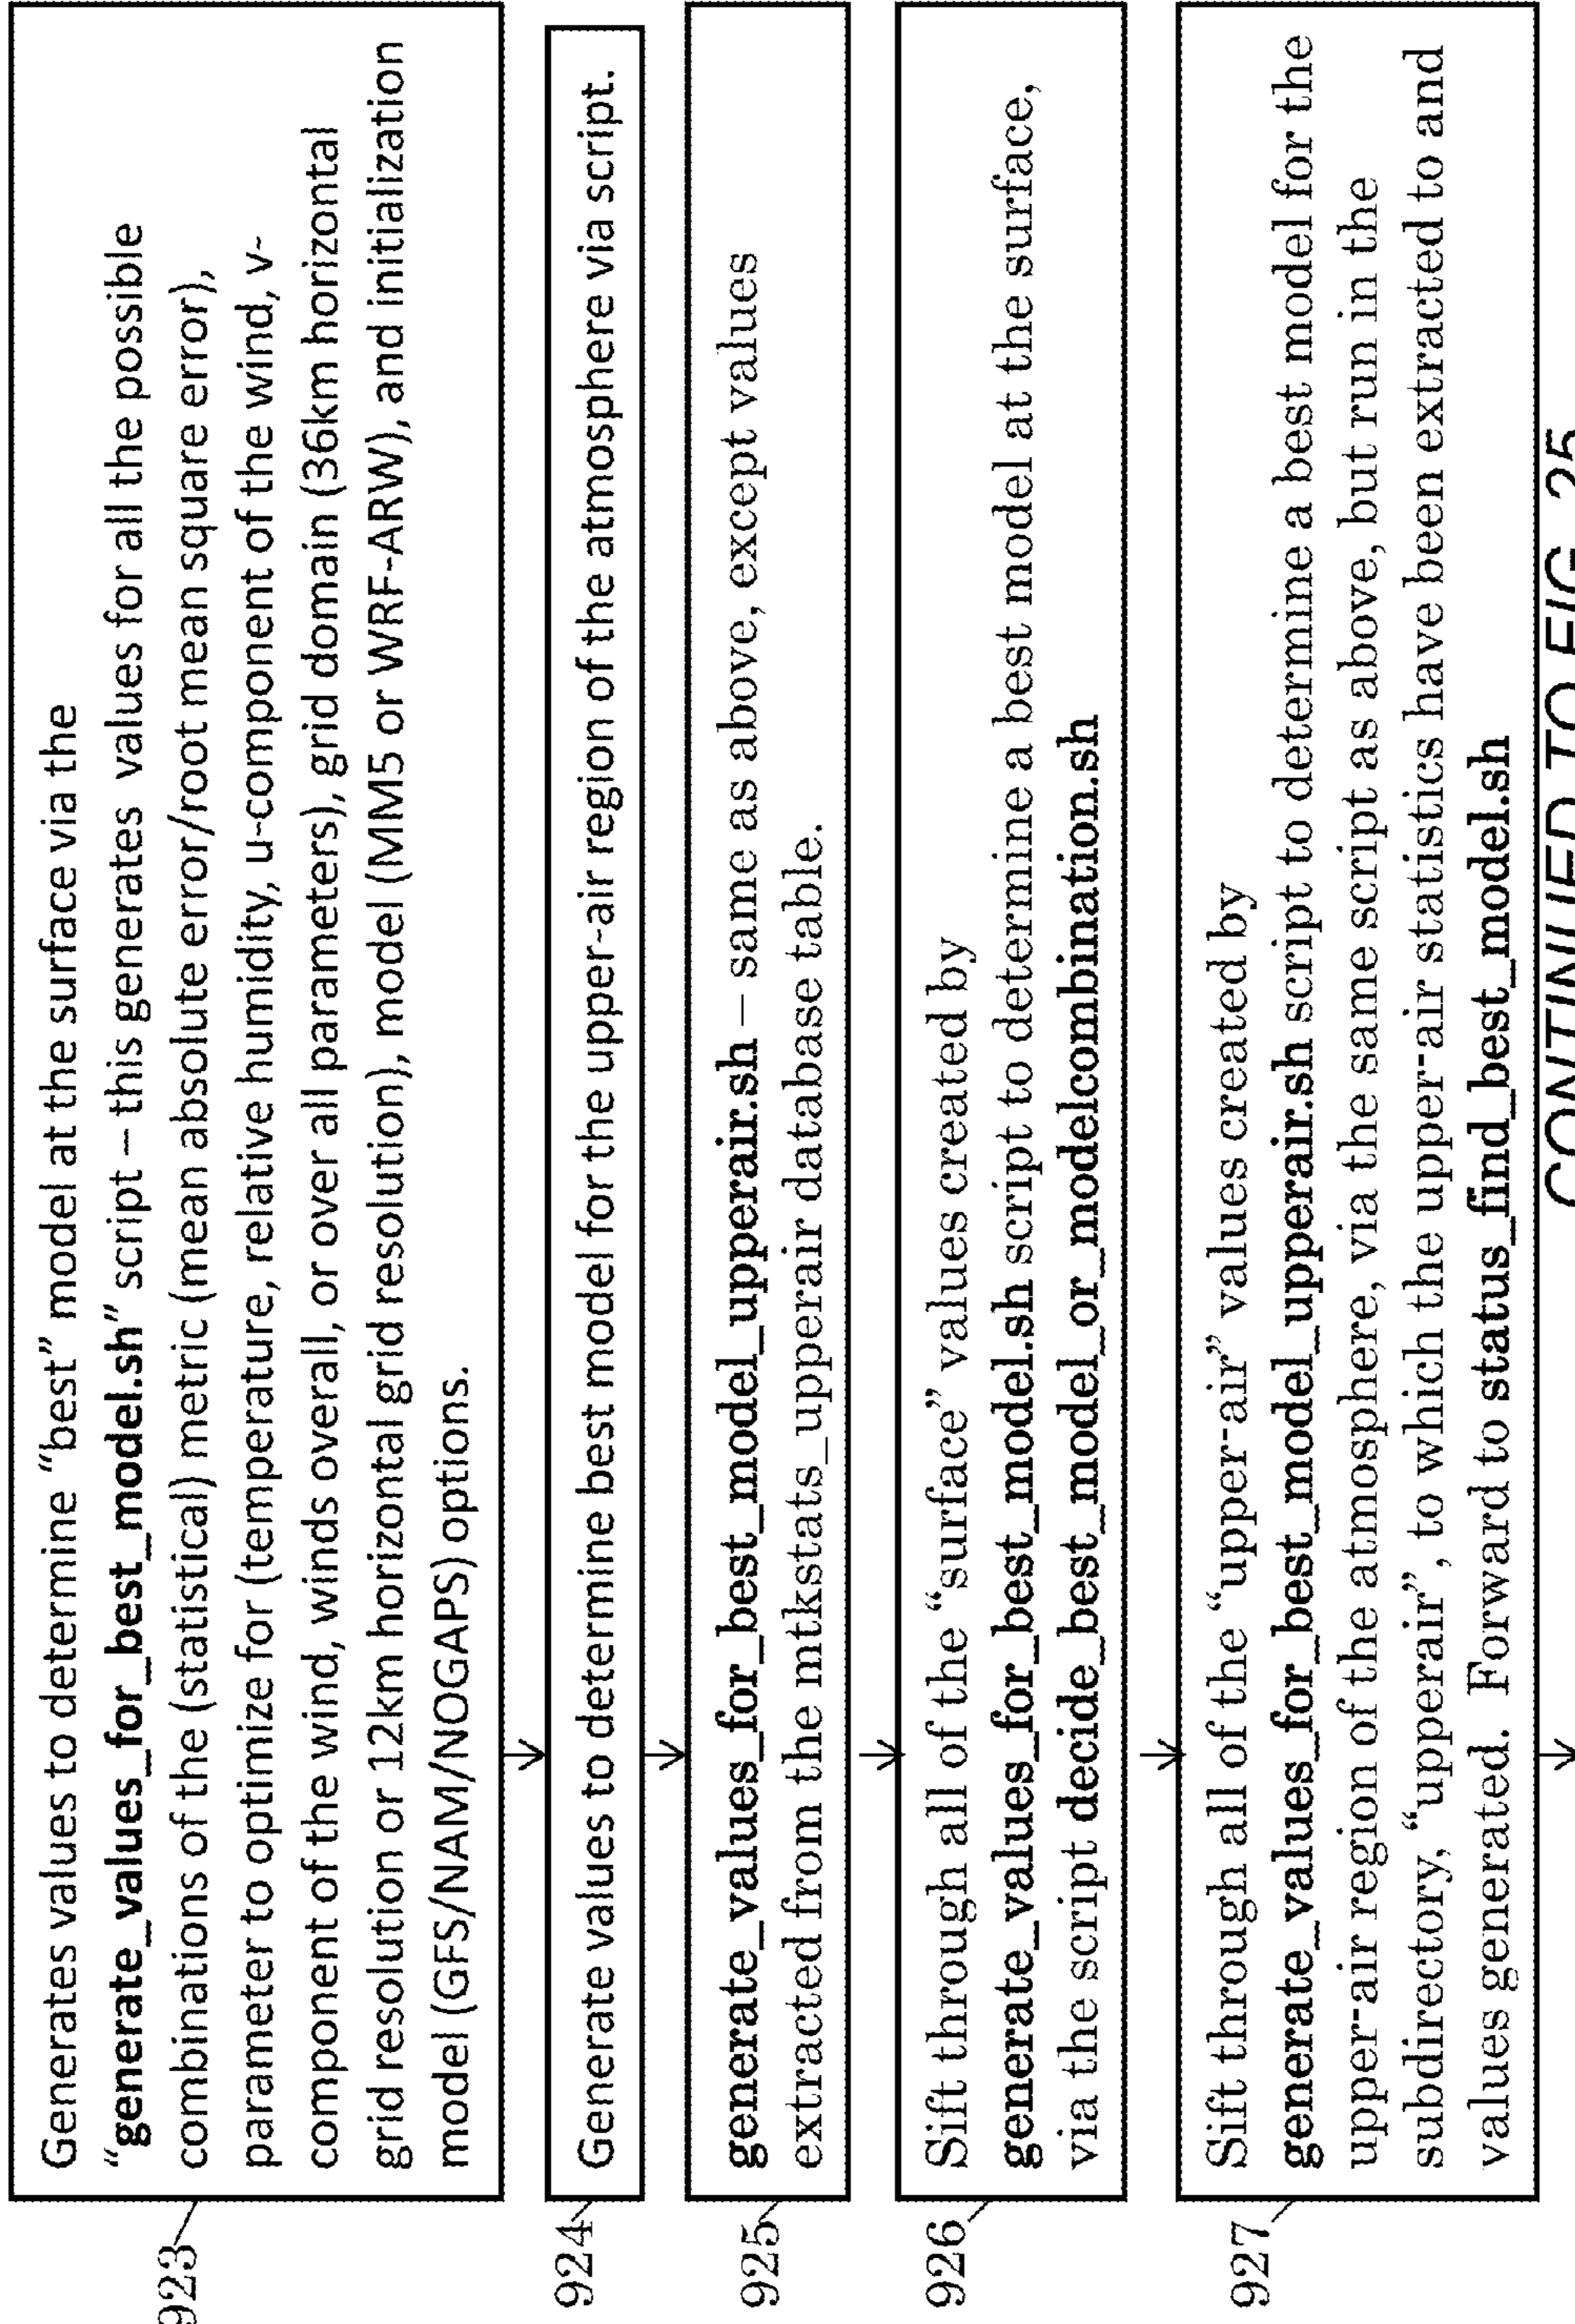 923
Generates values to determine "best" model at the surface via the
"generate_values_for_best_model.sh" script – this generates values for all the possible
combinations of the (statistical) metric (mean absolute error/root mean square error),
parameter to optimize for (temperature, relative humidity, u-component of the wind, v-
component of the wind, winds overall, or over all parameters), grid domain (36km horizontal
grid resolution or 12km horizontal grid resolution), model (MM5 or WRF-ARW), and initialization
model (GFS/NAM/NOGAPS) options.
924
Generate values to determine best model for the upper-air region of the atmosphere via script.
925
generate_values_for_best_model_upperair.sh – same as above, except values
extracted from the mtkstats_upperair database table.
926
Sift through all of the "surface" values created by
generate_values_for_best_model.sh script to determine a best model at the surface,
via the script decide_best_model_or_modelcombination.sh
927
Sift through all of the "upper-air" values created by
generate_values_for_best_model_upperair.sh script to determine a best model for the
upper-air region of the atmosphere, via the same script as above, but run in the
subdirectory, "upperair", to which the upper-air statistics have been extracted to and
values generated. Forward to status_find_best_model.sh
CONTINUED TO FIG. 25